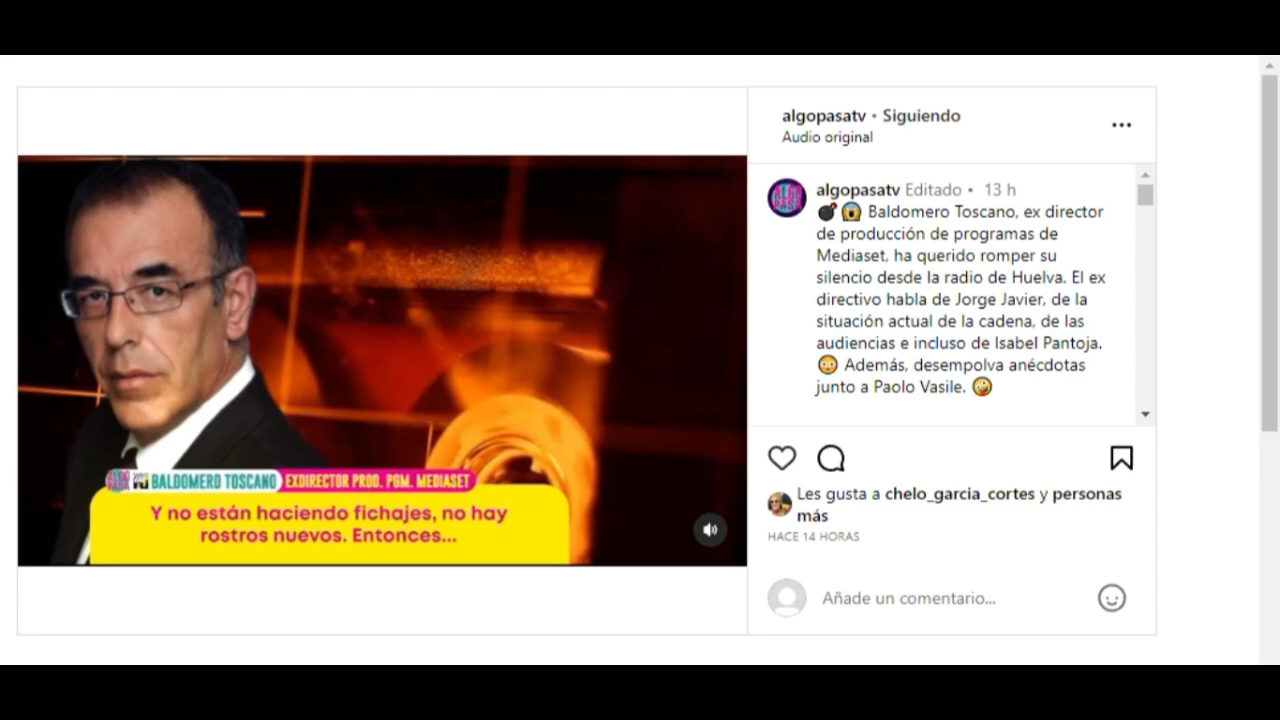 algopasatv • Siguiendo
Audio original
algopasatv Editado • 13 h
💣 😱 Baldomero Toscano, ex director
de producción de programas de
Mediaset, ha querido romper su
silencio desde la radio de Huelva. El ex
directivo habla de Jorge Javier, de la
situación actual de la cadena, de las
audiencias e incluso de Isabel Pantoja.
😳 Además, desempolva anécdotas
junto a Paolo Vasile. 🤪
BALDOMERO TOSCANO EXDIRECTOR PROD. PGM. MEDIASET
Y no están haciendo fichajes, no hay
rostros nuevos. Entonces...
Les gusta a chelo_garcia_cortes y personas
más
HACE 14 HORAS
Añade un comentario...